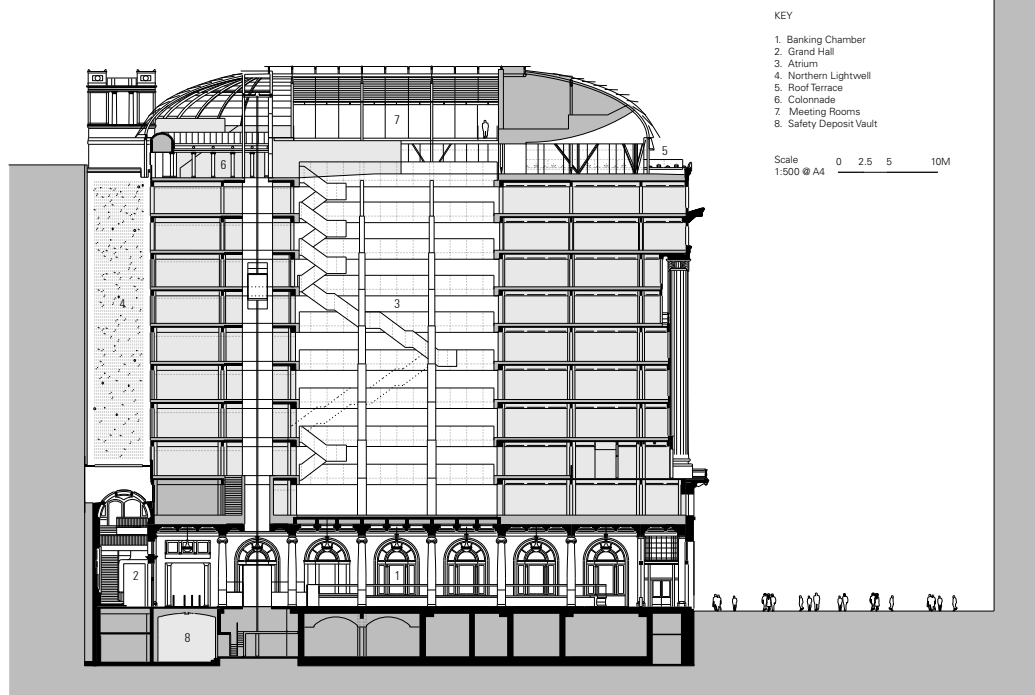 KEY
1. Banking Chamber
2. Grand Hall
3. Atrium
4. Northern Lightwell
5. Roof Terrace
6. Colonnade
7. Meeting Rooms
8. Safety Deposit Vault
Scale 0 2.5 5 10M
1:500 @ A4
7
5
6
4
3
2
1
8